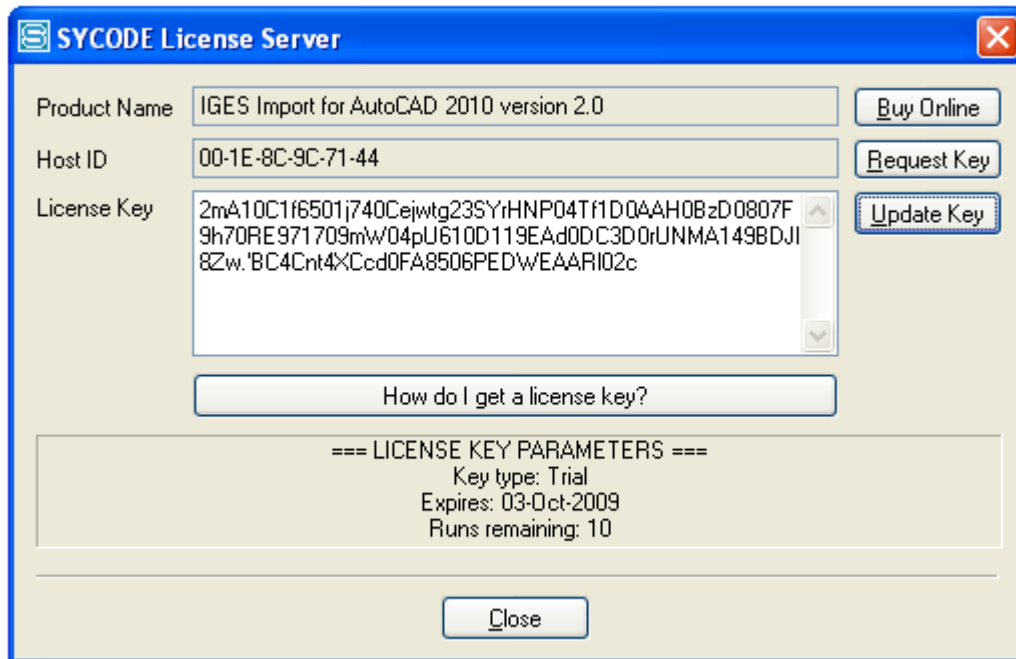 SYCODE License Server
Product Name
IGES Import for AutoCAD 2010 version 2.0
Buy Online
Host ID
00-1E-8C-9C-71-44
Request Key
License Key
2mA10C1f6501j740Cejwtg23SYrHNP04Tf1D0AAH0BzD0807F
9h70RE971709mW04pU610D119EAd0DC3D0rUNMA149BDJI
8Zw.'BC4Cnt4XCcd0FA8506PEDWEAARI02c
Update Key
How do I get a license key?
=== LICENSE KEY PARAMETERS ===
Key type: Trial
Expires: 03-Oct-2009
Runs remaining: 10
Close